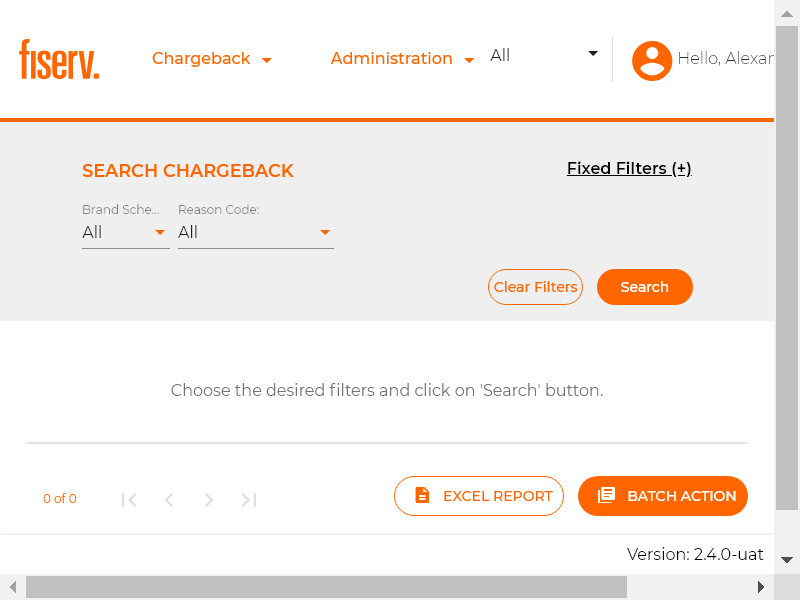 fiserv.
Chargeback
Administration
All
Hello, Alexan
SEARCH CHARGEBACK
Fixed Filters (+)
Brand Sche...
Reason Code:
All
All
Clear Filters
Search
Choose the desired filters and click on 'Search' button.
0 of 0
EXCEL REPORT
BATCH ACTION
Version: 2.4.0-uat